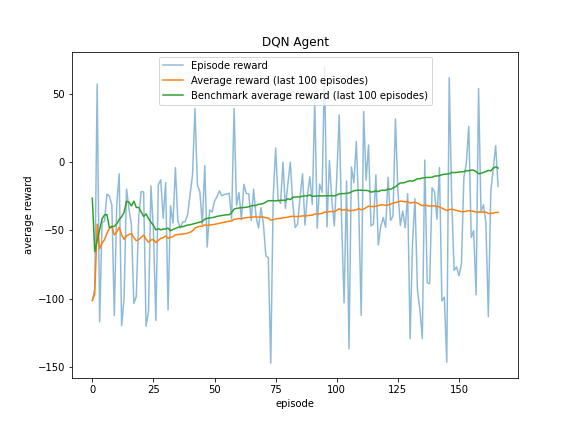 DQN Agent
Episode reward
Average reward (last 100 episodes)
Benchmark average reward (last 100 episodes)
average reward
50
0
−50
−100
−150
0
25
50
75
100
125
150
episode